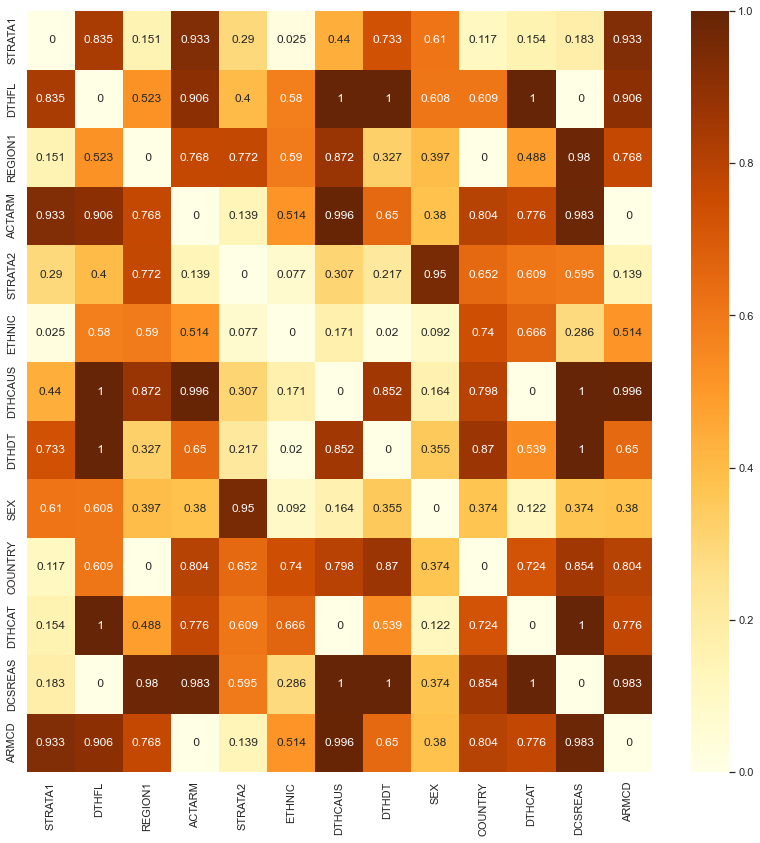 STRATA1 0 0.835 0.151 0.933 0.29 0.025 0.44 0.733 0.61 0.117 0.154 0.183 0.933
DTHFL 0.835 0 0.523 0.906 0.4 0.58 1 1 0.608 0.609 1 0 0.906
REGION1 0.151 0.523 0 0.768 0.772 0.59 0.872 0.327 0.397 0 0.488 0.98 0.768
ACTARM 0.933 0.906 0.768 0 0.139 0.514 0.996 0.65 0.38 0.804 0.776 0.983 0
STRATA2 0.29 0.4 0.772 0.139 0 0.077 0.307 0.217 0.95 0.652 0.609 0.595 0.139
ETHNIC 0.025 0.58 0.59 0.514 0.077 0 0.171 0.02 0.092 0.74 0.666 0.286 0.514
DTHCAUS 0.44 1 0.872 0.996 0.307 0.171 0 0.852 0.164 0.798 0 1 0.996
DTHDT 0.733 1 0.327 0.65 0.217 0.02 0.852 0 0.355 0.87 0.539 1 0.65
SEX 0.61 0.608 0.397 0.38 0.95 0.092 0.164 0.355 0 0.374 0.122 0.374 0.38
COUNTRY 0.117 0.609 0 0.804 0.652 0.74 0.798 0.87 0.374 0 0.724 0.854 0.804
DTHCAT 0.154 1 0.488 0.776 0.609 0.666 0 0.539 0.122 0.724 0 1 0.776
DCSREAS 0.183 0 0.98 0.983 0.595 0.286 1 1 0.374 0.854 1 0 0.983
ARMCD 0.933 0.906 0.768 0 0.139 0.514 0.996 0.65 0.38 0.804 0.776 0.983 0
STRATA1 DTHFL REGION1 ACTARM STRATA2 ETHNIC DTHCAUS DTHDT SEX COUNTRY DTHCAT DCSREAS ARMCD
1.0
0.8
0.6
0.4
0.2
0.0